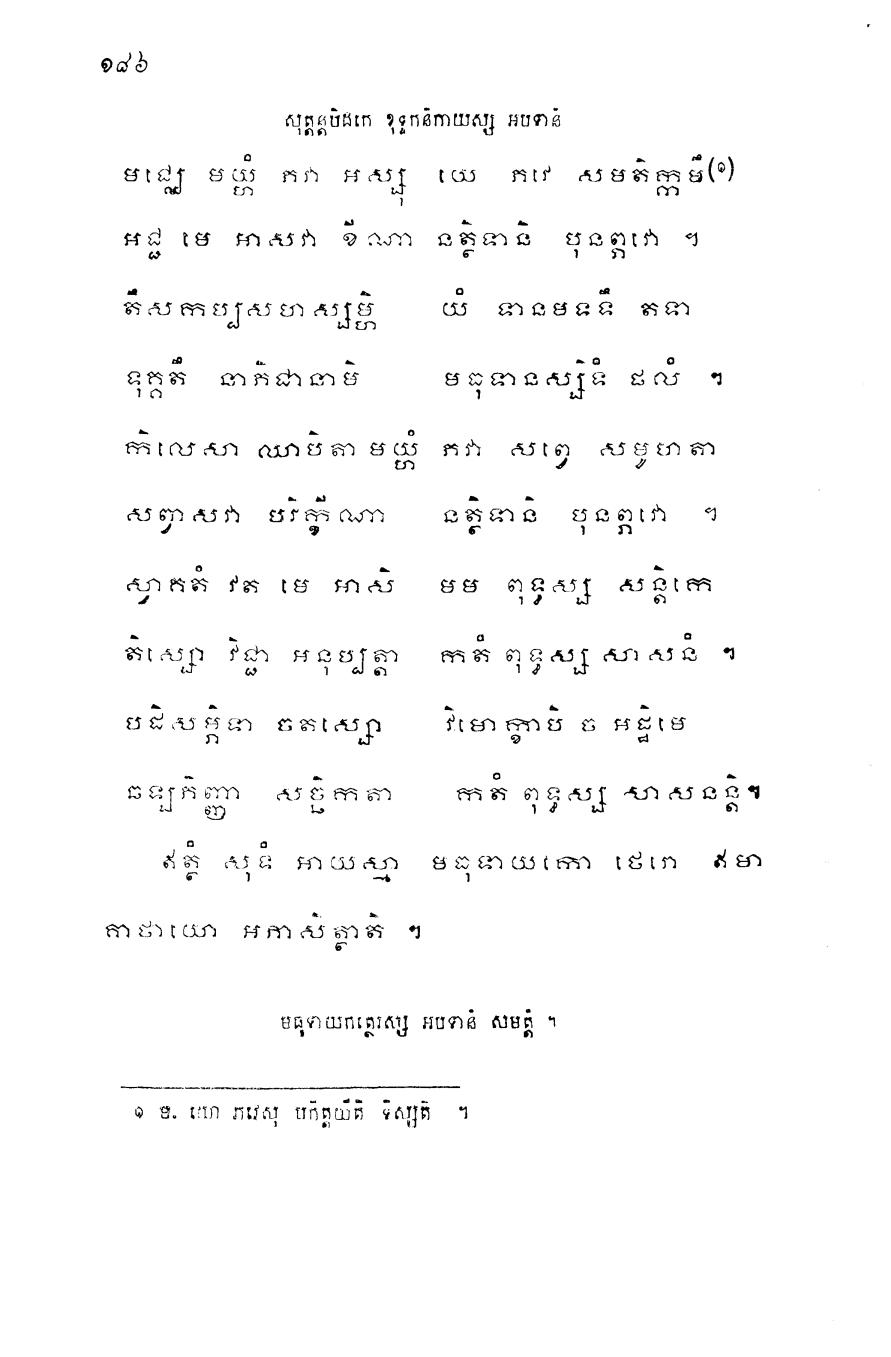 ១៨៦
សុត្តន្តបិដកេ ខុទ្ទកនិកាយស្ស អបទានំ
មជ្ឈេ មយ្ហំ ភវា អស្សុ យេ ភវេ សមតិក្កមឹ(១)
អជ្ជ មេ អាសវា ខីណា នត្ថិទានិ បុនព្ភវោ ។
តឹសកប្បសហស្សម្ហិ យំ ទានមទទឹ តទា
ទុគ្គតឹ នាភិជានាមិ មធុទានស្សិទំ ផលំ ។
កិលេសា ឈាបិតា មយ្ហំ ភវា សព្វេ សមូហតា
សព្វាសវា បរិក្ខីណា នត្ថិទានិ បុនព្ភវោ ។
ស្វាគតំ វត មេ អាសិ មម ពុទ្ធស្ស សន្តិកេ
តិស្សោ វិជ្ជា អនុប្បត្តា កតំ ពុទ្ធស្ស សាសនំ ។
បដិសម្ភិទា ចតស្សោ វិមោក្ខាបិ ច អដ្ឋិមេ
ឆឡភិញ្ញា សច្ឆិកតា កតំ ពុទ្ធស្ស សាសនន្តិ។
ឥត្ថំ សុទំ អាយស្មា មធុទាយកោ ថេរោ ឥមា
គាថាយោ អភាសិត្ថាតិ ។
មធុទាយកត្ថេរស្ស អបទានំ សមត្តំ ។
១ ម. ភវេសុ ទិស្សតិ ។